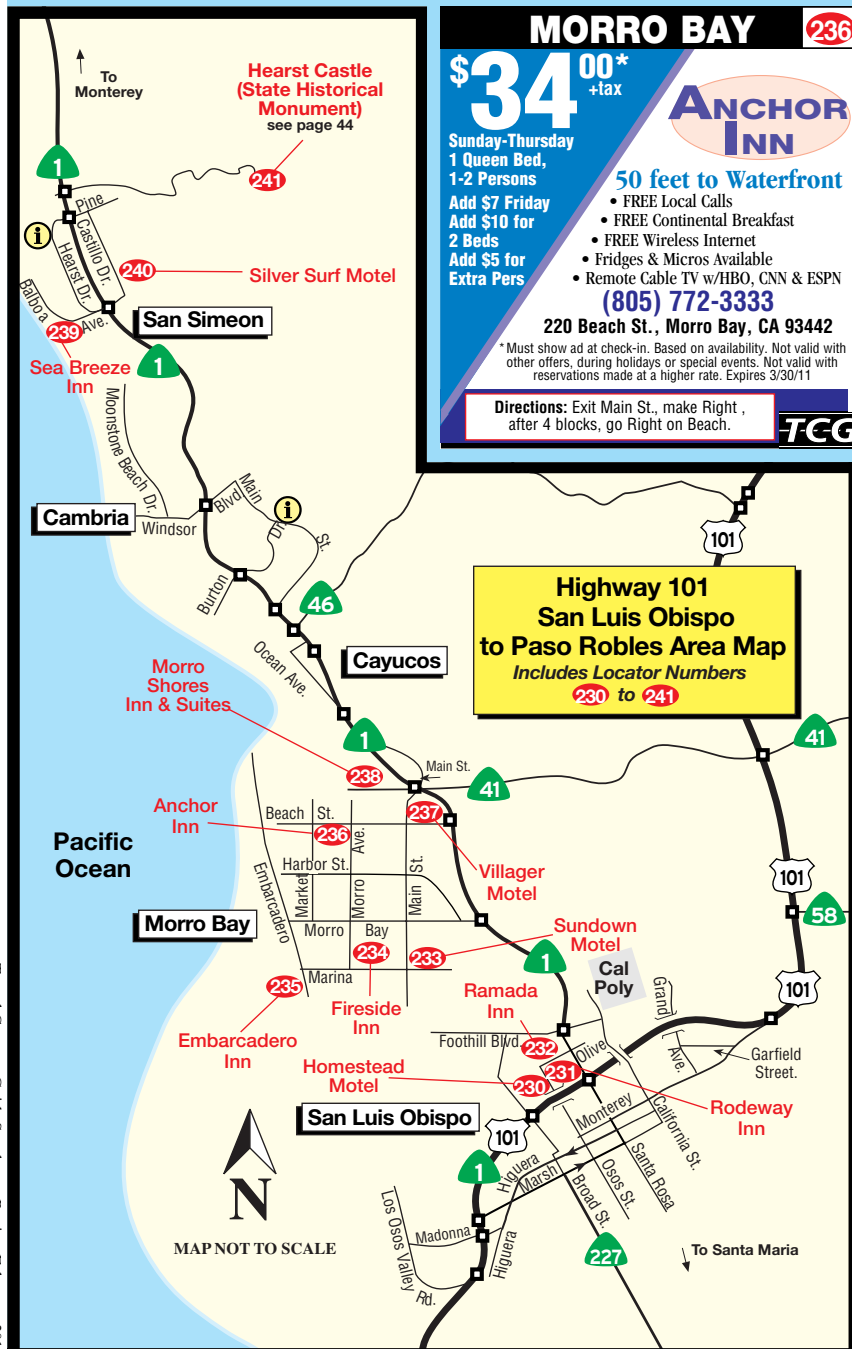 MORRO BAY
236
$34.00*
+tax
Sunday-Thursday
1 Queen Bed,
1-2 Persons
Add $7 Friday
Add $10 for
2 Beds
Add $5 for
Extra Pers
ANCHOR
INN
50 feet to Waterfront
• FREE Local Calls
• FREE Continental Breakfast
• FREE Wireless Internet
• Fridges & Micros Available
• Remote Cable TV w/HBO, CNN & ESPN
(805) 772-3333
220 Beach St., Morro Bay, CA 93442
*Must show ad at check-in. Based on availability. Not valid with
other offers, during holidays or special events. Not valid with
reservations made at a higher rate. Expires 3/30/11
Directions: Exit Main St., make Right ,
after 4 blocks, go Right on Beach.
TCG
To
Monterey
Hearst Castle
(State Historical
Monument)
see page 44
241
1
Pine
i
Castillo Dr.
Hearst Dr.
240
Silver Surf Motel
Balboa
Ave.
239
San Simeon
Sea Breeze
Inn
1
Moonstone Beach Dr.
Cambria
Windsor
Blvd.
Main
St.
i
Dr.
Burton
101
46
Highway 101
San Luis Obispo
to Paso Robles Area Map
Includes Locator Numbers
230 to 241
Ocean Ave.
Cayucos
Morro
Shores
Inn & Suites
1
238
Main St.
41
41
Anchor
Inn
Beach St.
236
Ave.
237
Pacific
Ocean
Harbor St.
Market
Morro
Main St.
Embarcadero
Villager
Motel
101
58
Morro Bay
Morro Bay
Sundown
Motel
234
233
1
Cal
Poly
101
235
Marina
Fireside
Inn
Ramada
Inn
Grand
Ave.
Embarcadero
Inn
Foothill Blvd.
232
Olive
Garfield
Street.
Homestead
Motel
230
231
Rodeway
Inn
San Luis Obispo
101
Monterey
California St.
Higuera
Marsh
Santa Rosa
Osos St.
Broad St.
1
N
MAP NOT TO SCALE
Los Osos Valley
Rd.
Madonna
Higuera
227
To Santa Maria